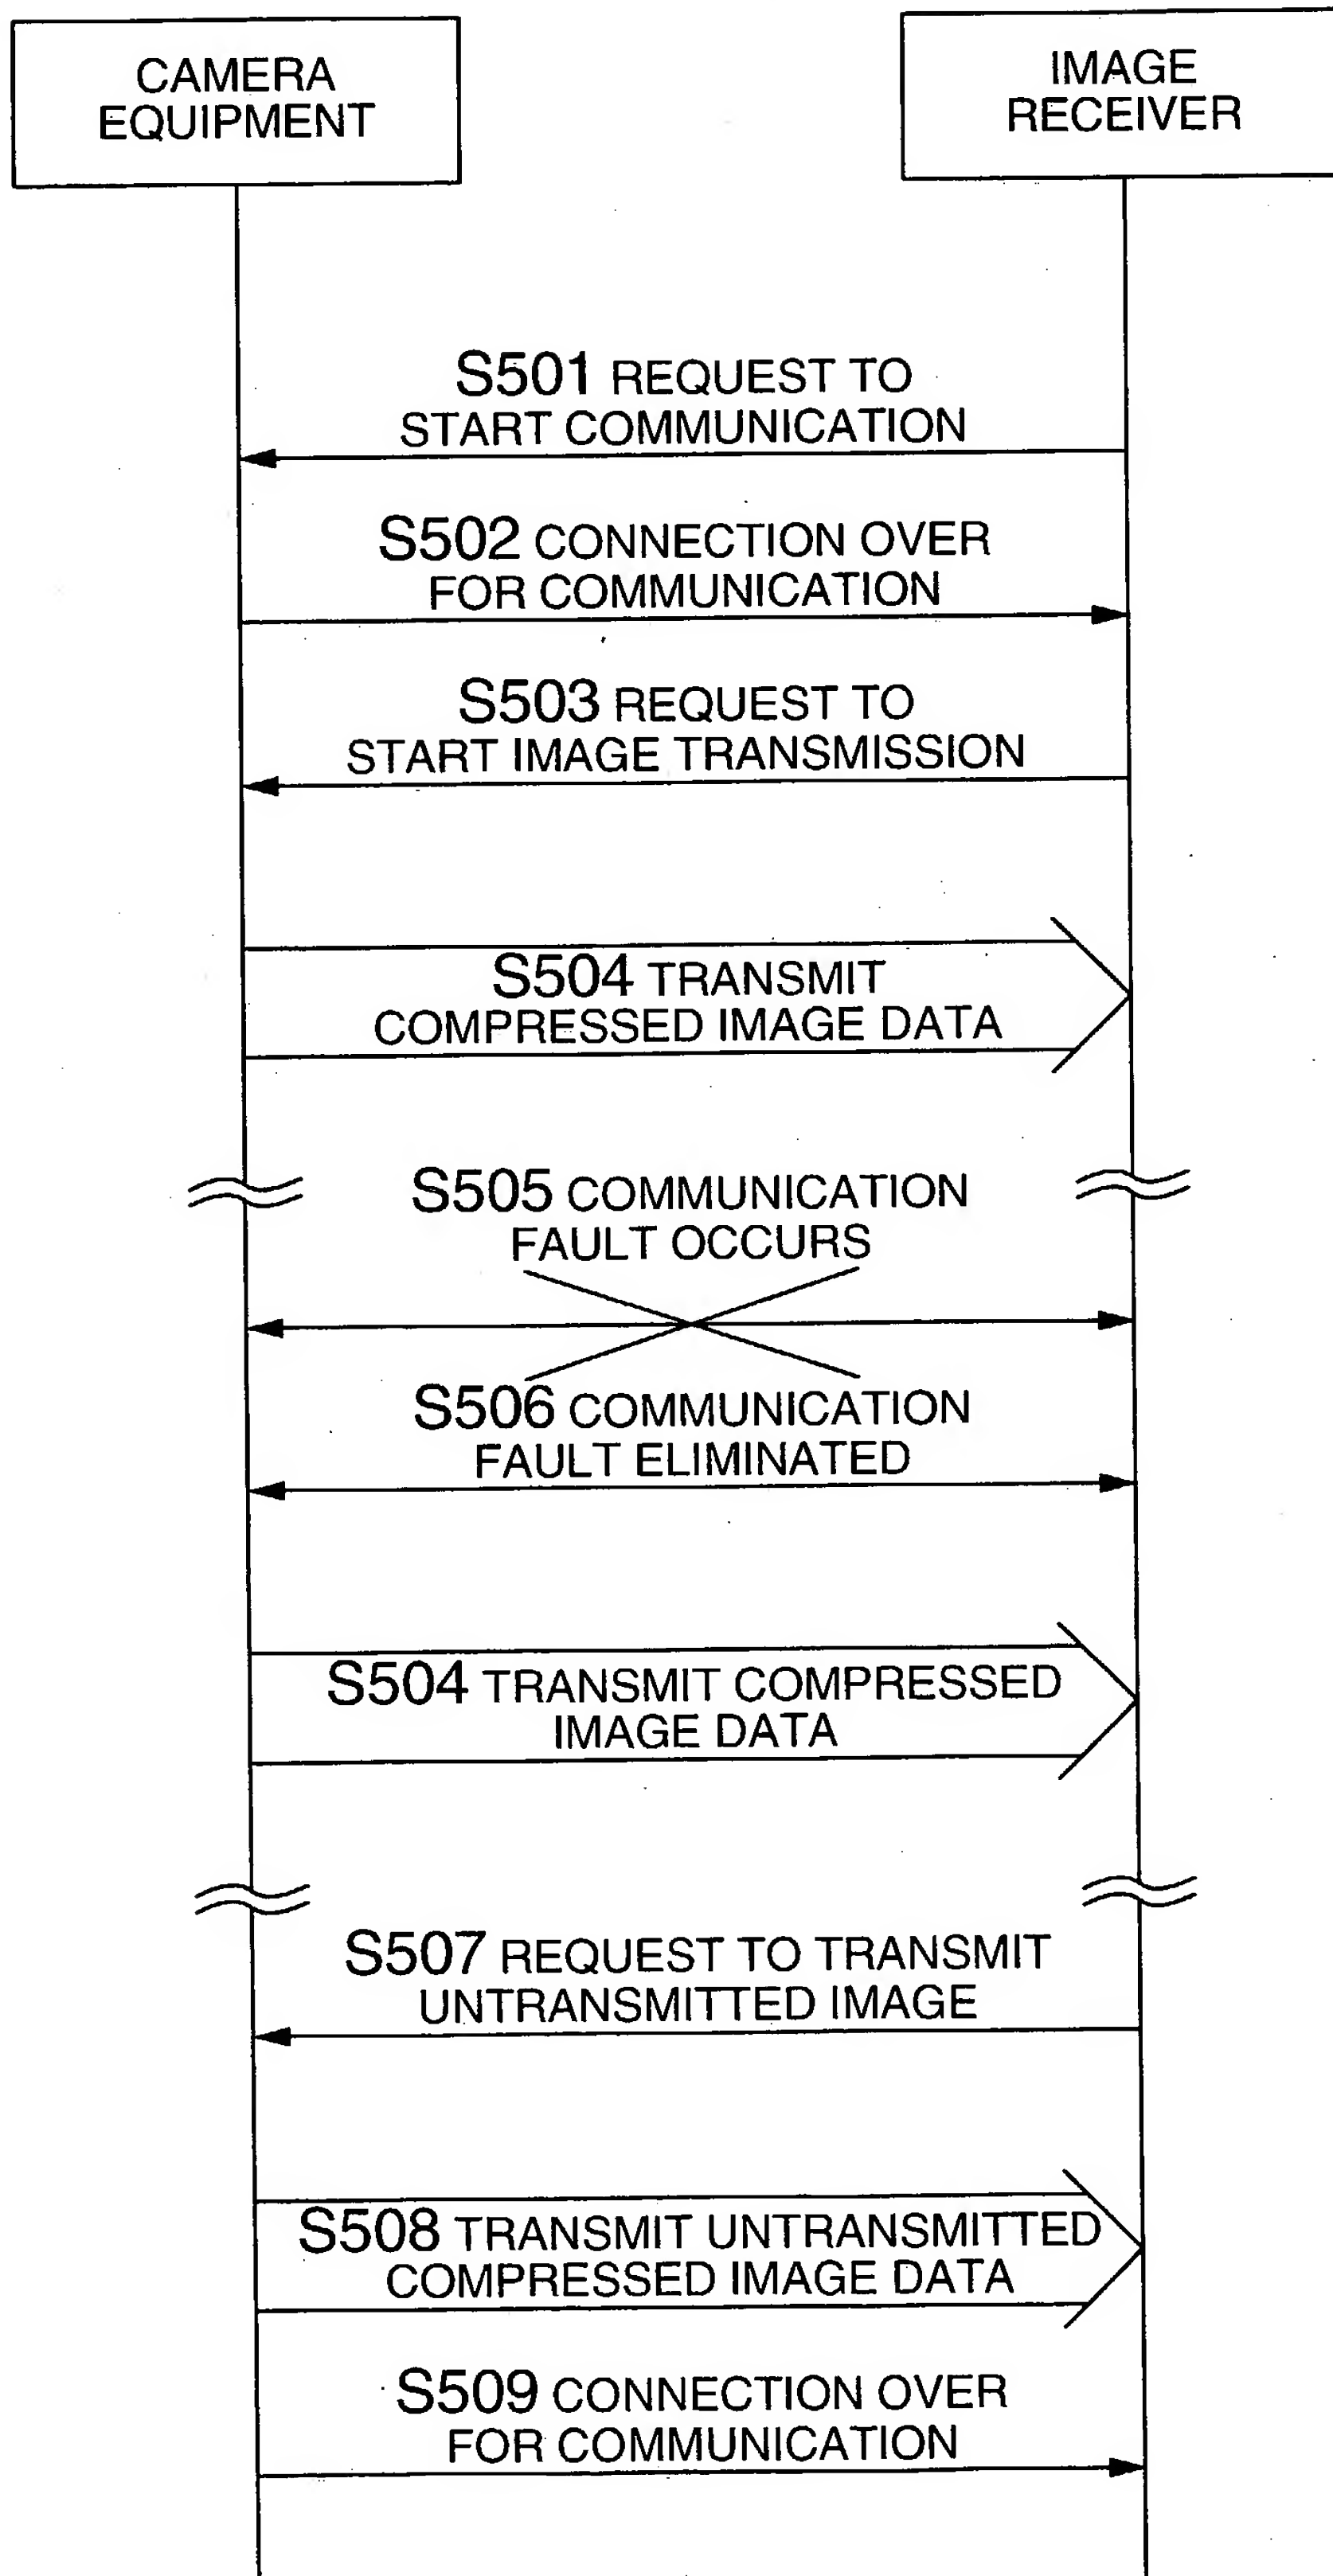 CAMERA
EQUIPMENT
IMAGE
RECEIVER
S501 REQUEST TO
START COMMUNICATION
S502 CONNECTION OVER
FOR COMMUNICATION
S503 REQUEST TO
START IMAGE TRANSMISSION
S504 TRANSMIT
COMPRESSED IMAGE DATA
S505 COMMUNICATION
FAULT OCCURS
S506 COMMUNICATION
FAULT ELIMINATED
S504 TRANSMIT COMPRESSED
IMAGE DATA
S507 REQUEST TO TRANSMIT
UNTRANSMITTED IMAGE
S508 TRANSMIT UNTRANSMITTED
COMPRESSED IMAGE DATA
S509 CONNECTION OVER
FOR COMMUNICATION